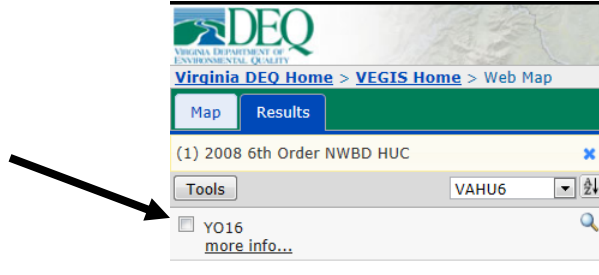 DEQ
VIRGINIA DEPARTMENT OF
ENVIRONMENTAL QUALITY
Virginia DEQ Home > VEGIS Home > Web Map
Map Results
(1) 2008 6th Order NWBD HUC
Tools VAHU6
YO16
more info...